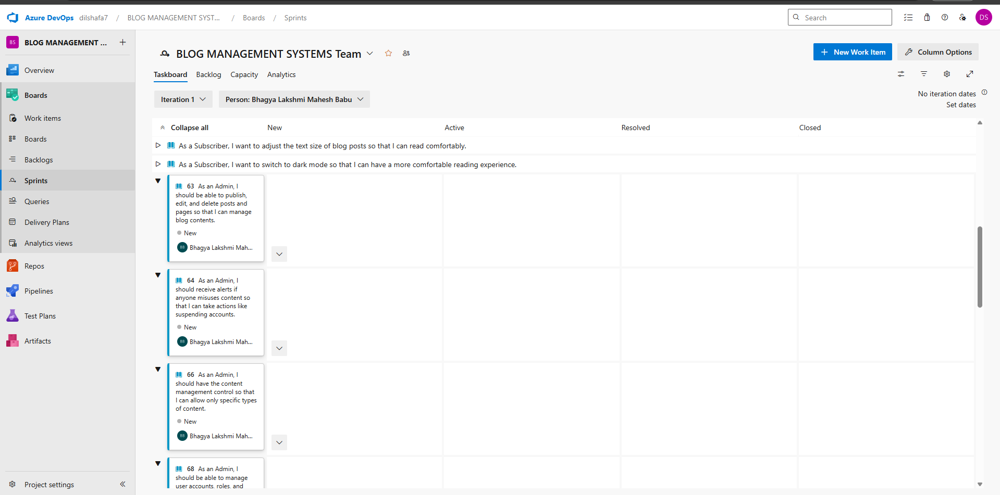 Azure DevOps dilshafa7 / BLOG MANAGEMENT SYST... / Boards / Sprints
Search
DS
BS BLOG MANAGEMENT ... +
Overview
Boards
Work items
Boards
Backlogs
Sprints
Queries
Delivery Plans
Analytics views
Repos
Pipelines
Test Plans
Artifacts
Project settings
BLOG MANAGEMENT SYSTEMS Team
+ New Work Item
Column Options
Taskboard Backlog Capacity Analytics
Iteration 1
Person: Bhagya Lakshmi Mahesh Babu
No iteration dates
Set dates
Collapse all New Active Resolved Closed
As a Subscriber, I want to adjust the text size of blog posts so that I can read comfortably.
As a Subscriber, I want to switch to dark mode so that I can have a more comfortable reading experience.
63 As an Admin, I
should be able to publish,
edit, and delete posts and
pages so that I can manage
blog contents.
New
BB Bhagya Lakshmi Mah...
64 As an Admin, I
should receive alerts if
anyone misuses content so
that I can take actions like
suspending accounts.
New
BB Bhagya Lakshmi Mah...
66 As an Admin, I
should have the content
management control so that
I can allow only specific types
of content.
New
BB Bhagya Lakshmi Mah...
68 As an Admin, I
should be able to manage
user accounts, roles, and